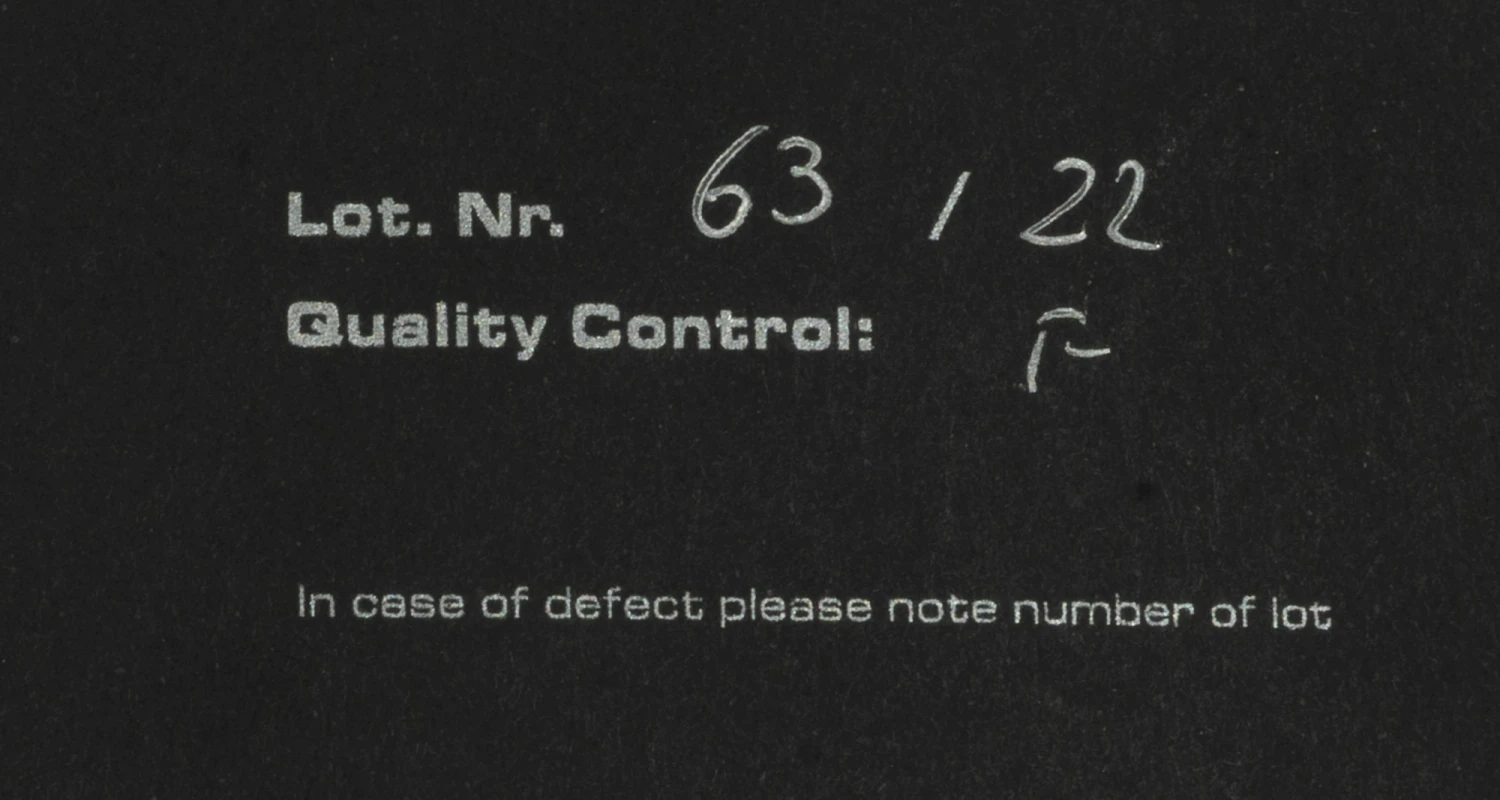 Lot. Nr. 63 / 22
Quality Control: F
In case of defect please note number of lot